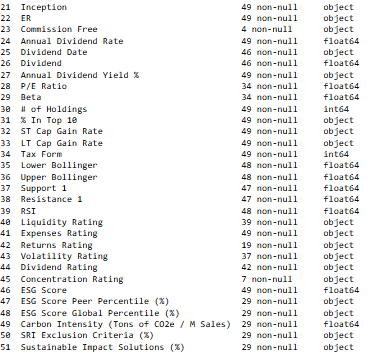 21 Inception 49 non-null object
22 ER 49 non-null object
23 Commission Free 4 non-null object
24 Annual Dividend Rate 49 non-null float64
25 Dividend Date 46 non-null object
26 Dividend 46 non-null float64
27 Annual Dividend Yield % 49 non-null object
28 P/E Ratio 34 non-null float64
29 Beta 34 non-null float64
30 # of Holdings 49 non-null int64
31 % In Top 10 49 non-null object
32 ST Cap Gain Rate 49 non-null object
33 LT Cap Gain Rate 49 non-null object
34 Tax Form 49 non-null int64
35 Lower Bollinger 48 non-null float64
36 Upper Bollinger 48 non-null float64
37 Support 1 47 non-null float64
38 Resistance 1 47 non-null float64
39 RSI 48 non-null float64
40 Liquidity Rating 39 non-null object
41 Expenses Rating 49 non-null object
42 Returns Rating 19 non-null object
43 Volatility Rating 37 non-null object
44 Dividend Rating 42 non-null object
45 Concentration Rating 7 non-null object
46 ESG Score 49 non-null float64
47 ESG Score Peer Percentile (%) 29 non-null object
48 ESG Score Global Percentile (%) 29 non-null object
49 Carbon Intensity (Tons of CO2e / M Sales) 29 non-null float64
50 SRI Exclusion Criteria (%) 29 non-null object
51 Sustainable Impact Solutions (%) 29 non-null object